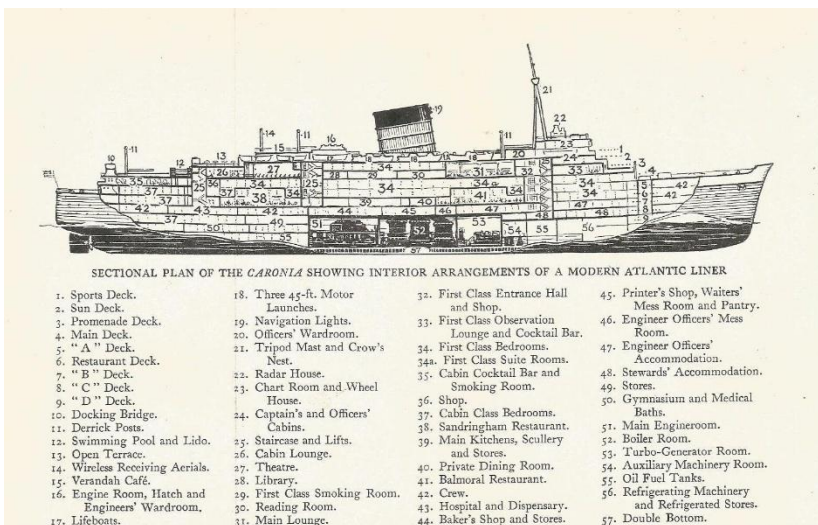 SECTIONAL PLAN OF THE CARONIA SHOWING INTERIOR ARRANGEMENTS OF A MODERN ATLANTIC LINER
1. Sports Deck.
2. Sun Deck.
3. Promenade Deck.
4. Main Deck.
5. " A " Deck.
6. Restaurant Deck.
7. " B " Deck.
8. " C " Deck.
9. " D " Deck.
10. Docking Bridge.
11. Derrick Posts.
12. Swimming Pool and Lido.
13. Open Terrace.
14. Wireless Receiving Aerials.
15. Verandah Café.
16. Engine Room, Hatch and
Engineers' Wardroom.
17. Lifeboats.
18. Three 45-ft. Motor
Launches.
19. Navigation Lights.
20. Officers' Wardroom.
21. Tripod Mast and Crow's
Nest.
22. Radar House.
23. Chart Room and Wheel
House.
24. Captain's and Officers'
Cabins.
25. Staircase and Lifts.
26. Cabin Lounge.
27. Theatre.
28. Library.
29. First Class Smoking Room.
30. Reading Room.
31. Main Lounge.
32. First Class Entrance Hall
and Shop.
33. First Class Observation
Lounge and Cocktail Bar.
34. First Class Bedrooms.
34a. First Class Suite Rooms.
35. Cabin Cocktail Bar and
Smoking Room.
36. Shop.
37. Cabin Class Bedrooms.
38. Sandringham Restaurant.
39. Main Kitchens, Scullery
and Stores.
40. Private Dining Room.
41. Balmoral Restaurant.
42. Crew.
43. Hospital and Dispensary.
44. Baker's Shop and Stores.
45. Printer's Shop, Waiters'
Mess Room and Pantry.
46. Engineer Officers' Mess
Room.
47. Engineer Officers'
Accommodation.
48. Stewards' Accommodation.
49. Stores.
50. Gymnasium and Medical
Baths.
51. Main Engineroom.
52. Boiler Room.
53. Turbo-Generator Room.
54. Auxiliary Machinery Room.
55. Oil Fuel Tanks.
56. Refrigerating Machinery
and Refrigerated Stores.
57. Double Bottom.